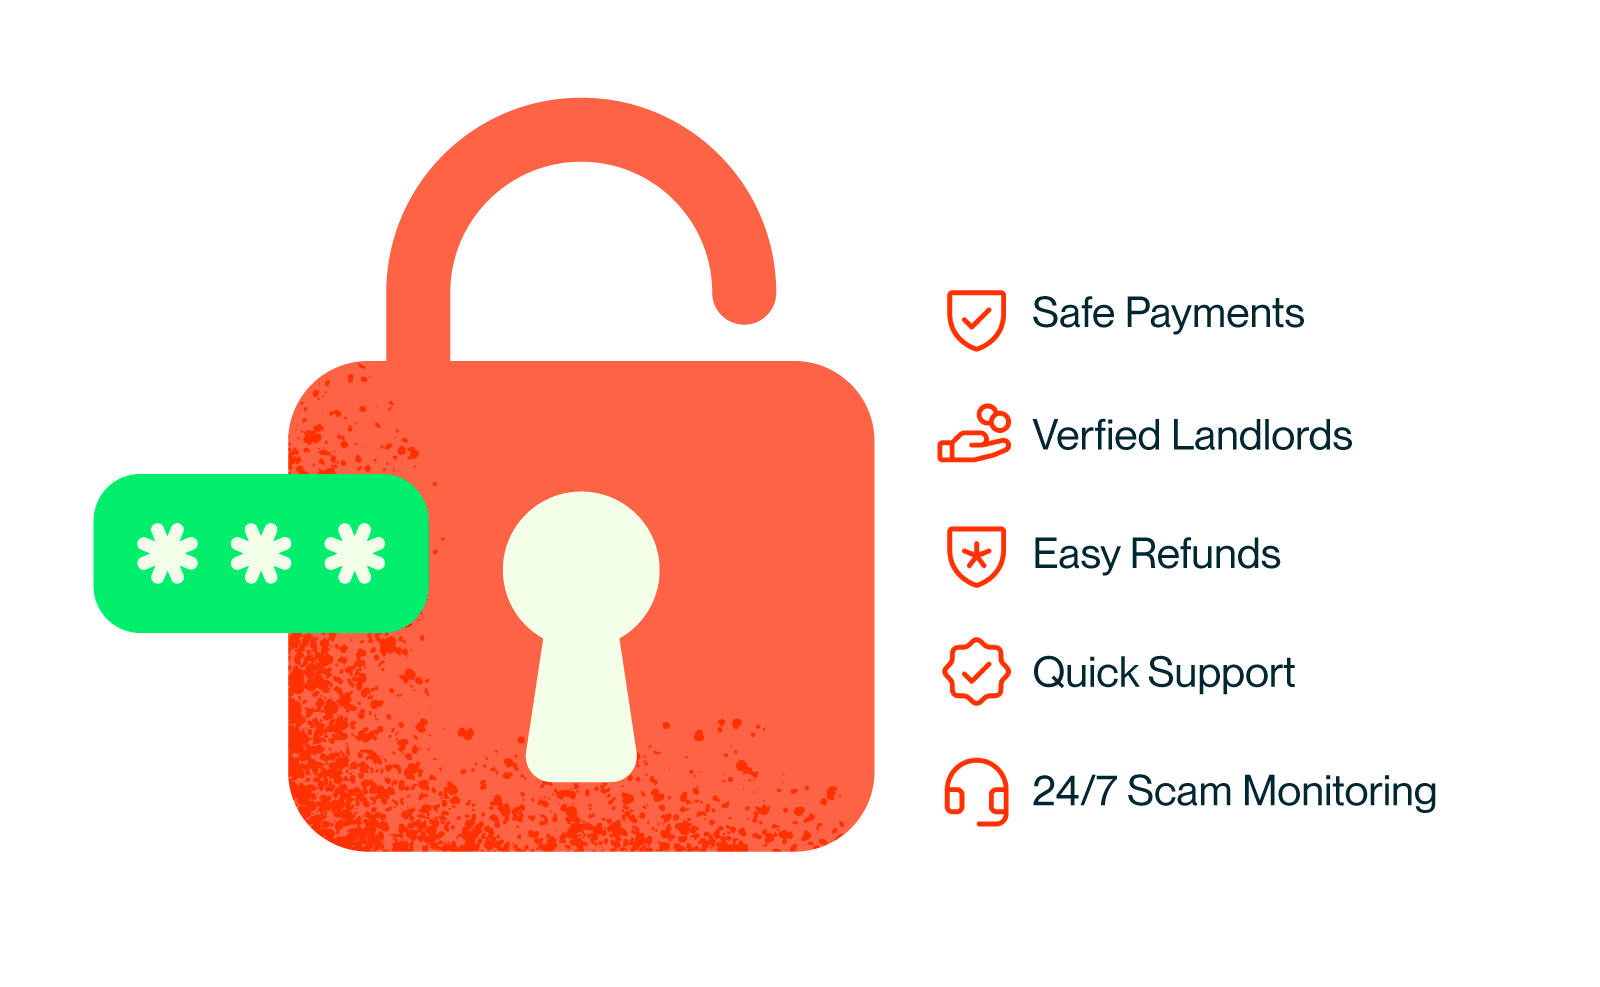 Safe Payments
Verfied Landlords
Easy Refunds
Quick Support
24/7 Scam Monitoring